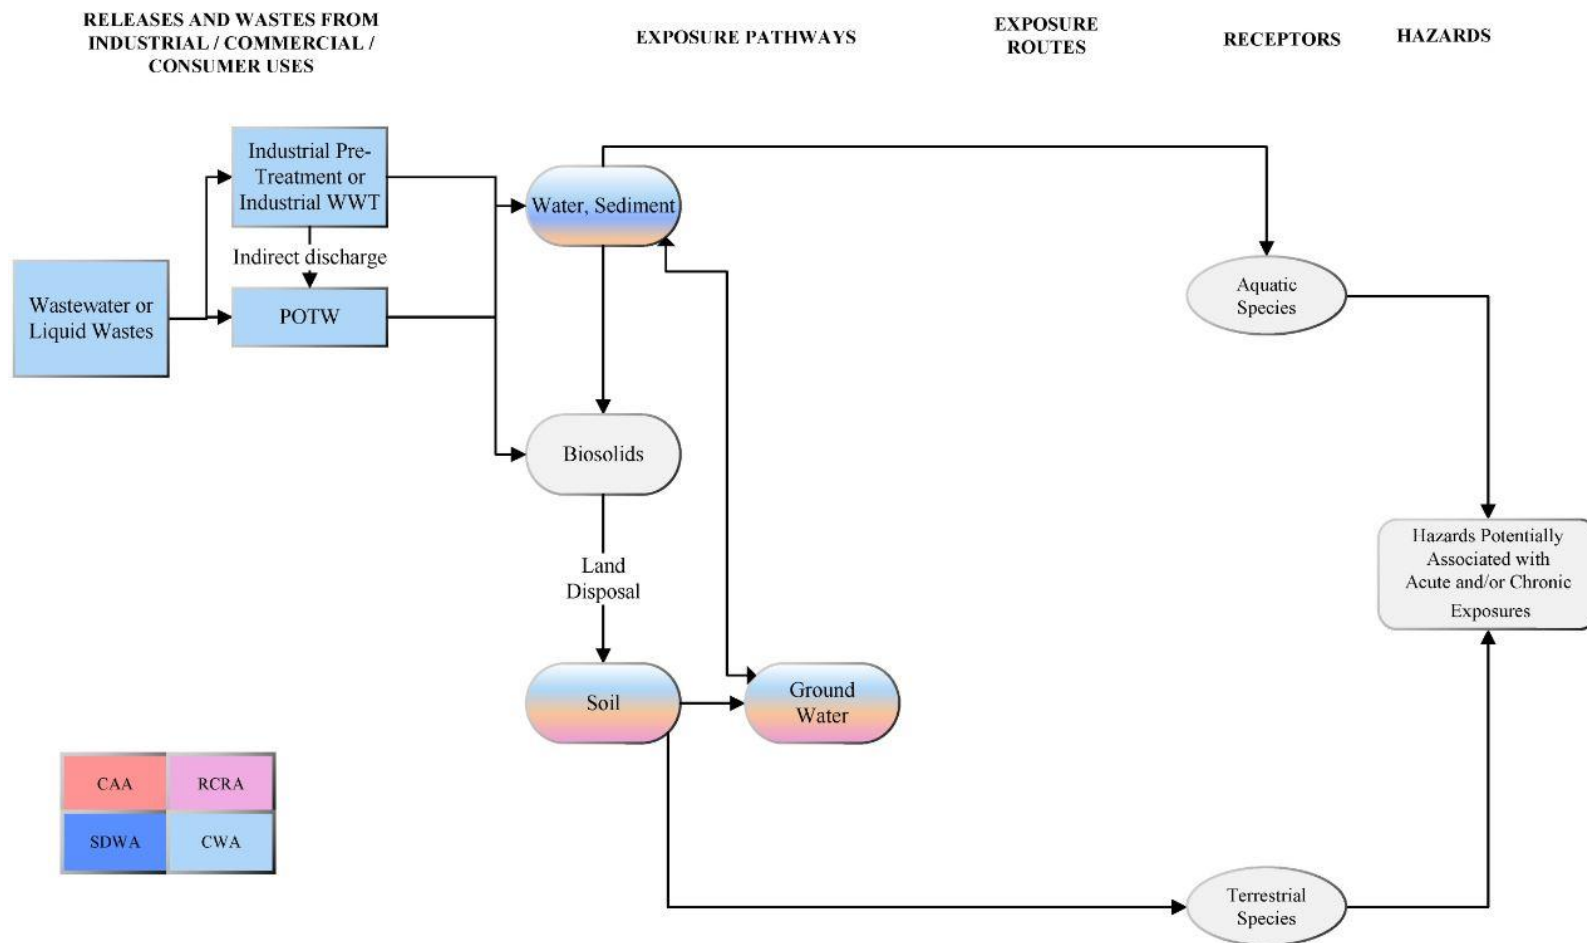 RELEASES AND WASTES FROM
INDUSTRIAL / COMMERCIAL /
CONSUMER USES
EXPOSURE PATHWAYS
EXPOSURE
ROUTES
RECEPTORS
HAZARDS
Industrial Pre-
Treatment or
Industrial WWT
Indirect discharge
Wastewater or
Liquid Wastes
POTW
Water, Sediment
Biosolids
Land
Disposal
Soil
Ground
Water
Aquatic
Species
Hazards Potentially
Associated with
Acute and/or Chronic
Exposures
Terrestrial
Species
CAA
RCRA
SDWA
CWA